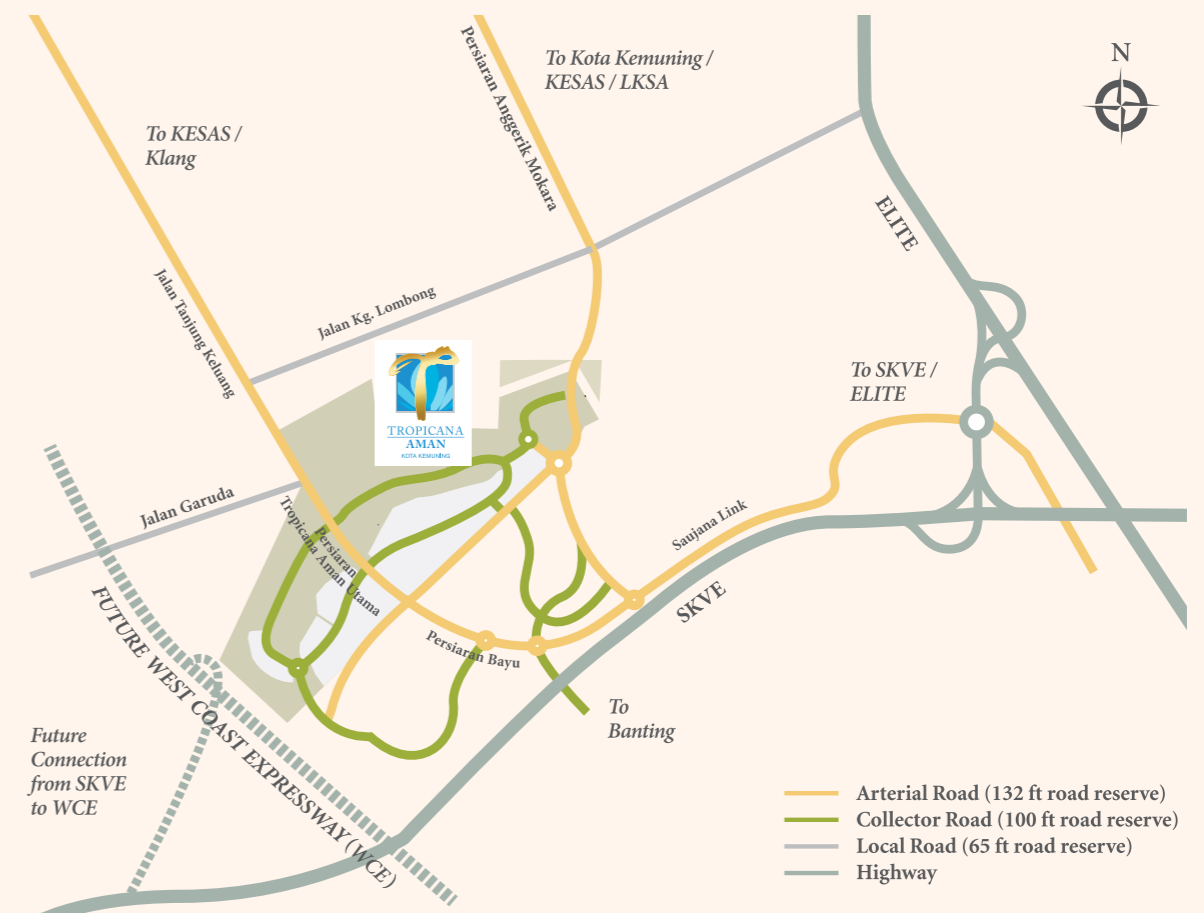 N
To Kota Kemuning /
KESAS / LKSA
Persiaran Anggerik Mokara
To KESAS /
Klang
ELITE
Jalan Tanjung Keluang
Jalan Kg. Lombong
TROPICANA
AMAN
KOTA KEMUNING
To SKVE /
ELITE
Jalan Garuda
Persiaran
Tropicana Aman Utama
Saujana Link
SKVE
Persiaran Bayu
FUTURE WEST COAST EXPRESSWAY (WCE)
To
Banting
Future
Connection
from SKVE
to WCE
Arterial Road (132 ft road reserve)
Collector Road (100 ft road reserve)
Local Road (65 ft road reserve)
Highway